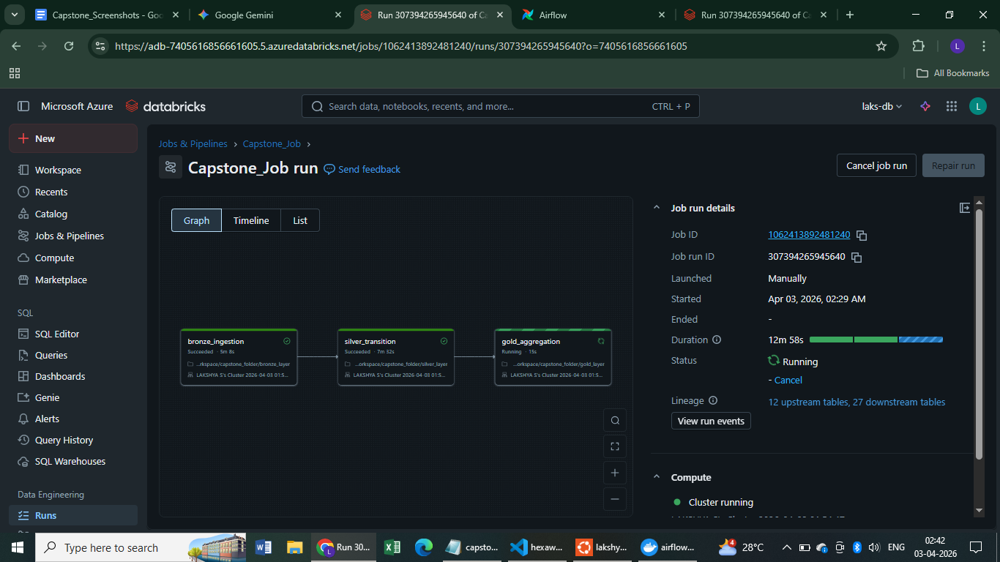 Capstone_Screenshots - Goo
Google Gemini
Run 307394265945640 of Ca
Airflow
Run 307394265945640 of Ca
https://adb-7405616856661605.5.azuredatabricks.net/jobs/1062413892481240/runs/307394265945640?o=7405616856661605
L
All Bookmarks
Microsoft Azure
databricks
Search data, notebooks, recents, and more...
CTRL + P
laks-db
L
New
Workspace
Recents
Catalog
Jobs & Pipelines
Compute
Marketplace
SQL
SQL Editor
Queries
Dashboards
Genie
Alerts
Query History
SQL Warehouses
Data Engineering
Runs
Jobs & Pipelines > Capstone_Job >
Capstone_Job run
Send feedback
Cancel job run
Repair run
Graph
Timeline
List
bronze_ingestion
Succeeded · 5m 8s
...rkspace/capstone_folder/bronze_layer
LAKSHYA S's Cluster 2026-04-03 01:5...
silver_transition
Succeeded · 7m 32s
...orkspace/capstone_folder/silver_layer
LAKSHYA S's Cluster 2026-04-03 01:5...
gold_aggregation
Running · 15s
...orkspace/capstone_folder/gold_layer
LAKSHYA S's Cluster 2026-04-03 01:5...
Job run details
Job ID 1062413892481240
Job run ID 307394265945640
Launched Manually
Started Apr 03, 2026, 02:29 AM
Ended -
Duration 12m 58s
Status Running
- Cancel
Lineage 12 upstream tables, 27 downstream tables
View run events
Compute
Cluster running
Type here to search
Run 30...
capsto...
hexaw...
lakshy...
airflow...
4
28°C
ENG
02:42
03-04-2026